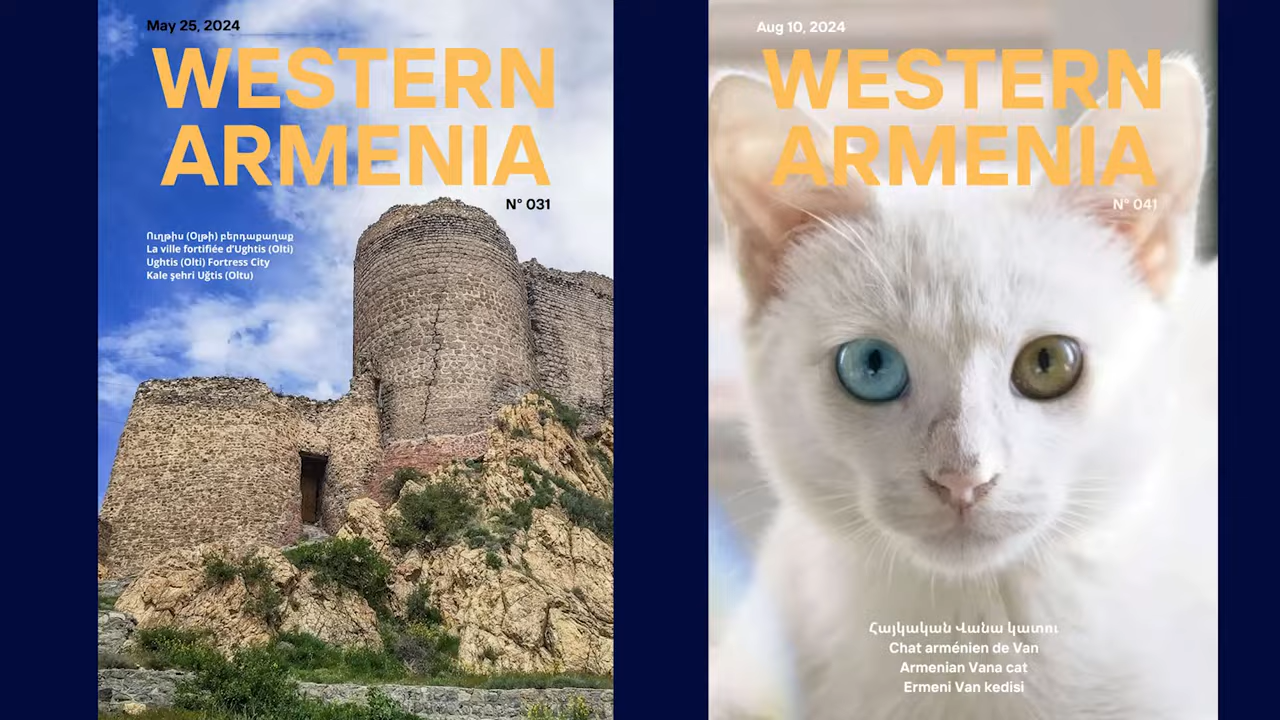 May 25, 2024
WESTERN
ARMENIA
N° 031
Ուղթիս (Օլթի) բերդաքաղաք
La ville fortifiée d'Ughtis (Olti)
Ughtis (Olti) Fortress City
Kale şehri Uğtis (Oltu)
Aug 10, 2024
WESTERN
ARMENIA
N° 041
Հայկական Վանա կատու
Chat arménien de Van
Armenian Vana cat
Ermeni Van kedisi